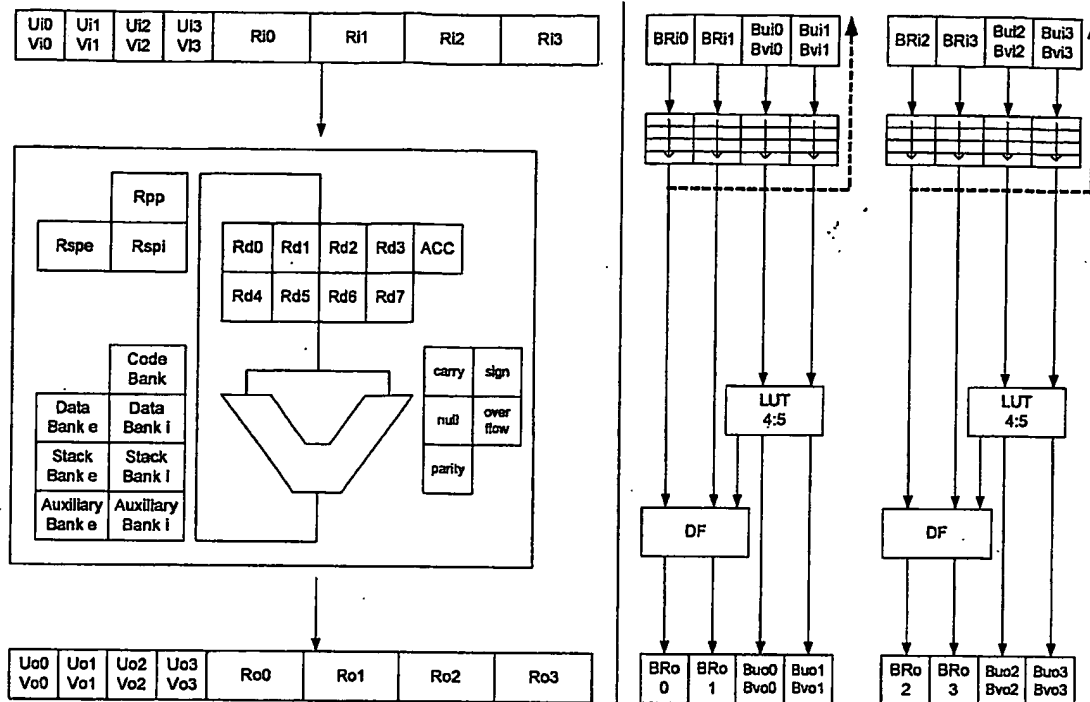 Ui0 Ui1 Ui2 Ui3
Vi0 Vi1 Vi2 Vi3
Ri0 Ri1 Ri2 Ri3
BRi0 BRi1 Bui0 Bui1
Bvi0 Bvi1
BRi2 BRi3 Bui2 Bui3
Bvi2 Bvi3
Rpp
Rspe Rspi
Rd0 Rd1 Rd2 Rd3 ACC
Rd4 Rd5 Rd6 Rd7
Code
Bank
Data
Bank e
Data
Bank i
Stack
Bank e
Stack
Bank i
Auxiliary
Bank e
Auxiliary
Bank i
carry sign
null over
flow
parity
LUT
4:5
LUT
4:5
DF
DF
Uo0 Uo1 Uo2 Uo3
Vo0 Vo1 Vo2 Vo3
Ro0 Ro1 Ro2 Ro3
BRo
0
BRo
1
Buo0
Bvo0
Buo1
Bvo1
BRo
2
BRo
3
Buo2
Bvo2
Buo3
Bvo3